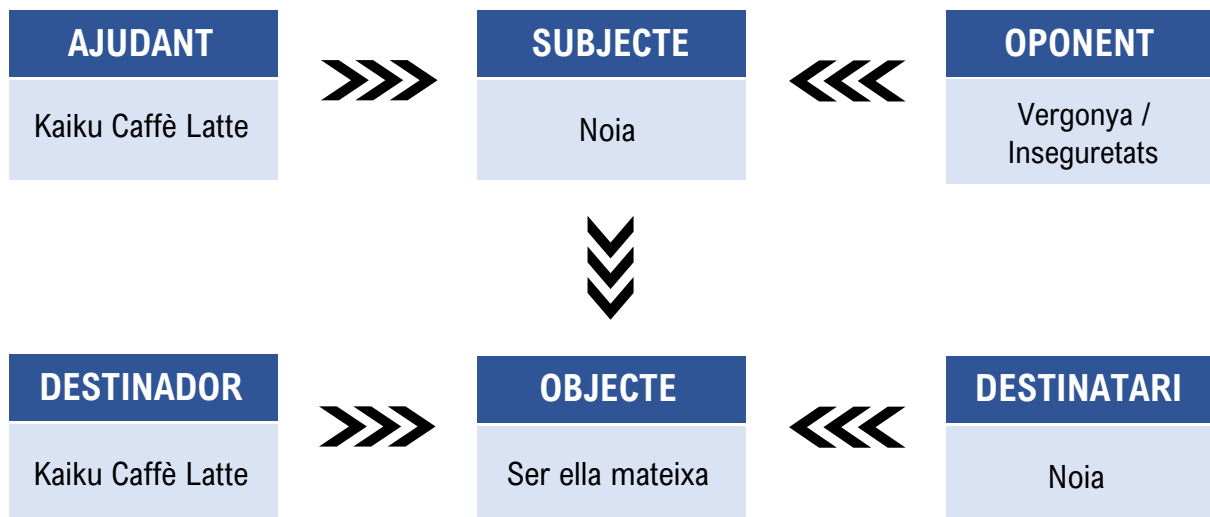 AJUDANT
Kaiku Caffè Latte
SUBJECTE
Noia
OPONENT
Vergonya /
Inseguretats
DESTINADOR
Kaiku Caffè Latte
OBJECTE
Ser ella mateixa
DESTINATARI
Noia